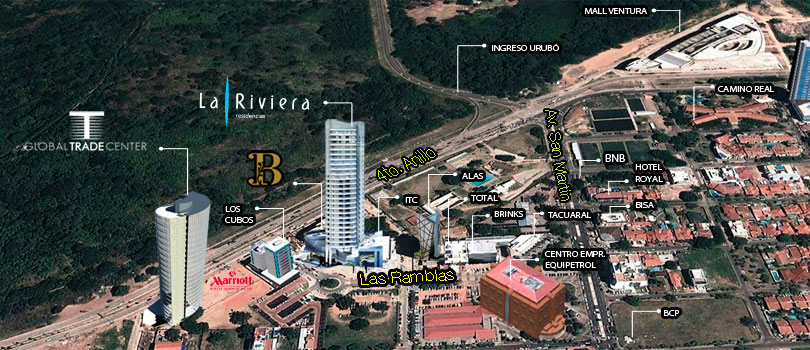 MALL VENTURA
INGRESO URUBÓ
CAMINO REAL
La Riviera
residencias
T
GLOBAL TRADE CENTER
B
4to. Anillo
Av. San Martin
BNB
ALAS
HOTEL
ROYAL
TOTAL
ITC
BISA
LOS
CUBOS
BRINKS
TACUARAL
CENTRO EMPR.
EQUIPETROL
Las Ramblas
Marriott
BCP